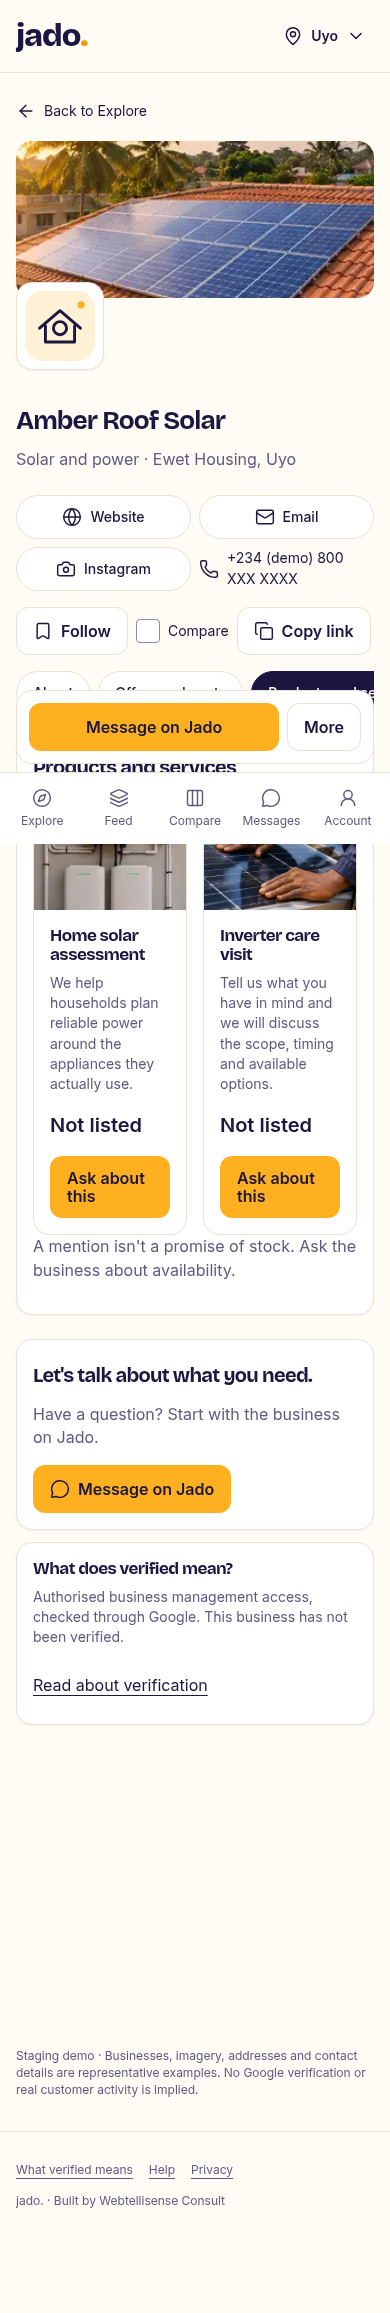 jado.
Uyo
Back to Explore
Amber Roof Solar
Solar and power · Ewet Housing, Uyo
Website
Email
Instagram
+234 (demo) 800
XXX XXXX
Follow
Compare
Copy link
Message on Jado
More
Products and services
Explore
Feed
Compare
Messages
Account
Home solar
assessment
We help
households plan
reliable power
around the
appliances they
actually use.
Not listed
Ask about
this
Inverter care
visit
Tell us what you
have in mind and
we will discuss
the scope, timing
and available
options.
Not listed
Ask about
this
A mention isn't a promise of stock. Ask the
business about availability.
Let's talk about what you need.
Have a question? Start with the business
on Jado.
Message on Jado
What does verified mean?
Authorised business management access,
checked through Google. This business has not
been verified.
Read about verification
Staging demo · Businesses, imagery, addresses and contact
details are representative examples. No Google verification or
real customer activity is implied.
What verified means
Help
Privacy
jado. · Built by Webtellisense Consult